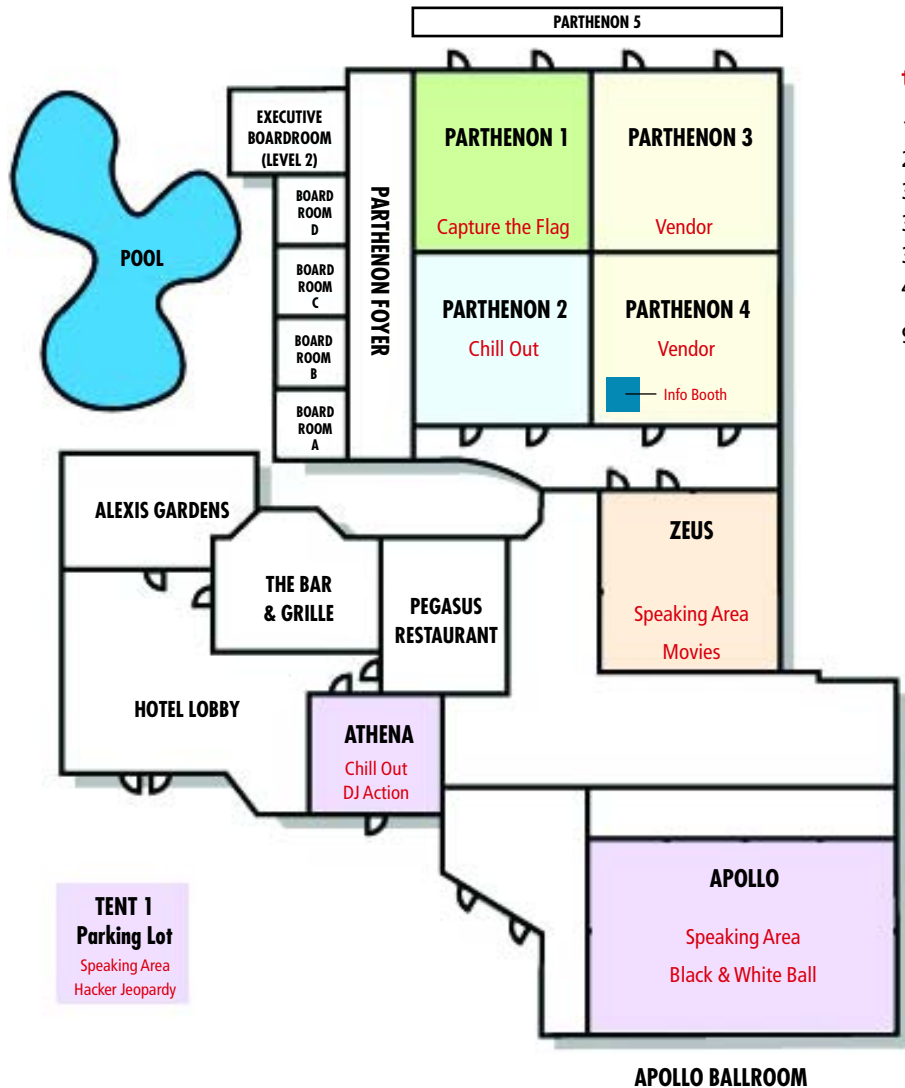 PARTHENON 5
EXECUTIVE
BOARDROOM
(LEVEL 2)
PARTHENON 1
Capture the Flag
PARTHENON 3
Vendor
BOARD
ROOM
D
PARTHENON FOYER
POOL
BOARD
ROOM
C
PARTHENON 2
Chill Out
PARTHENON 4
Vendor
Info Booth
BOARD
ROOM
B
BOARD
ROOM
A
ALEXIS GARDENS
ZEUS
Speaking Area
Movies
THE BAR
& GRILLE
PEGASUS
RESTAURANT
HOTEL LOBBY
ATHENA
Chill Out
DJ Action
APOLLO
Speaking Area
Black & White Ball
TENT 1
Parking Lot
Speaking Area
Hacker Jeopardy
APOLLO BALLROOM